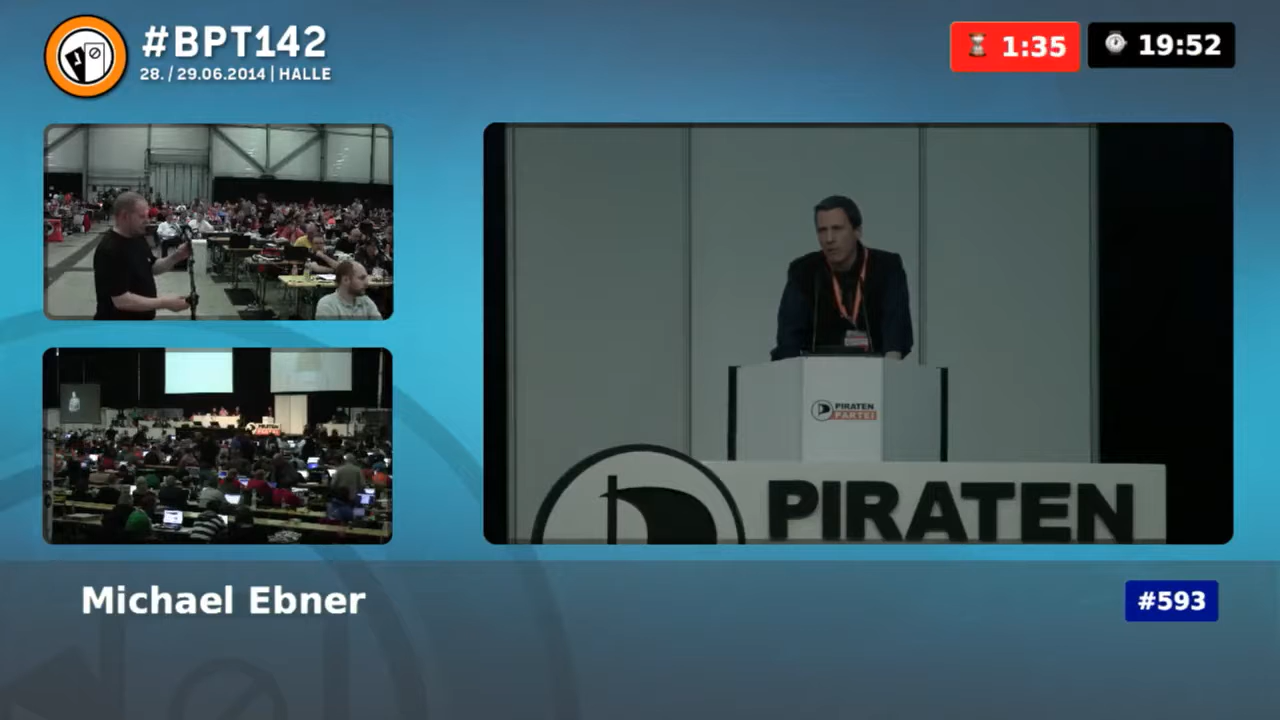 #BPT142
28. / 29.06.2014 | HALLE
1:35
19:52
PIRATEN
PARTEI
PIRATEN
Michael Ebner
#593